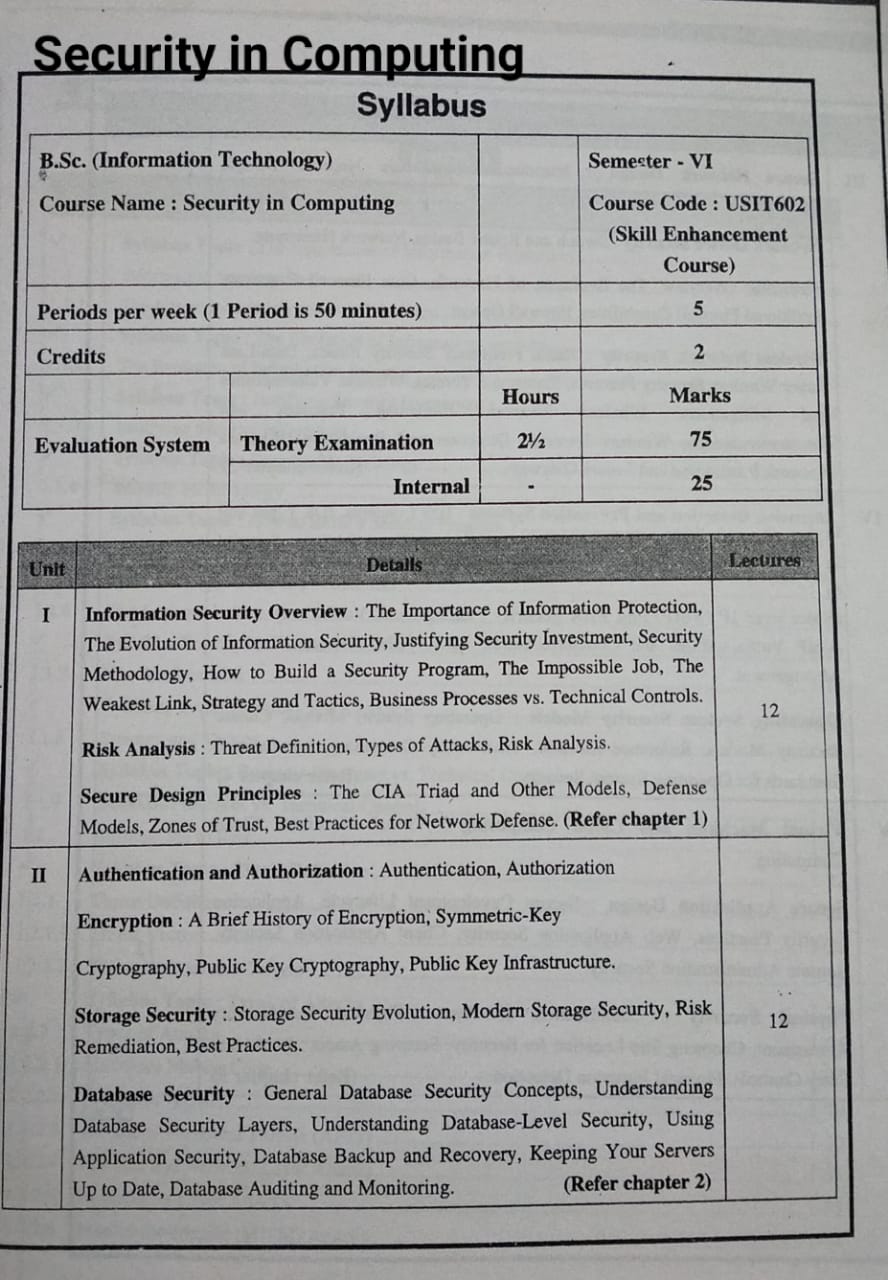 Security in Computing
Syllabus
B.Sc. (Information Technology)
Semester - VI
Course Name : Security in Computing
Course Code : USIT602
(Skill Enhancement
Course)
Periods per week (1 Period is 50 minutes)
5
Credits
2
Hours
Marks
Evaluation System
Theory Examination
2½
75
Internal
-
25
Unit
Details
Lectures
I
Information Security Overview : The Importance of Information Protection,
The Evolution of Information Security, Justifying Security Investment, Security
Methodology, How to Build a Security Program, The Impossible Job, The
Weakest Link, Strategy and Tactics, Business Processes vs. Technical Controls.
12
Risk Analysis : Threat Definition, Types of Attacks, Risk Analysis.
Secure Design Principles : The CIA Triad and Other Models, Defense
Models, Zones of Trust, Best Practices for Network Defense. (Refer chapter 1)
II
Authentication and Authorization : Authentication, Authorization
Encryption : A Brief History of Encryption, Symmetric-Key
Cryptography, Public Key Cryptography, Public Key Infrastructure.
Storage Security : Storage Security Evolution, Modern Storage Security, Risk
Remediation, Best Practices.
12
Database Security : General Database Security Concepts, Understanding
Database Security Layers, Understanding Database-Level Security, Using
Application Security, Database Backup and Recovery, Keeping Your Servers
Up to Date, Database Auditing and Monitoring. (Refer chapter 2)